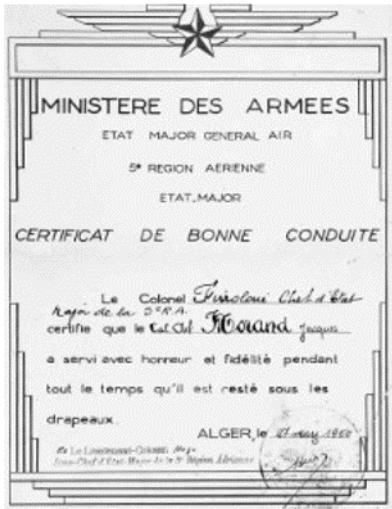 MINISTERE DES ARMEES
ETAT MAJOR GENERAL AIR
5e REGION AERIENNE
ETAT-MAJOR
CERTIFICAT DE BONNE CONDUITE
Le Colonel Chef d'Etat
Major de la 5e R.A.
certifie que le Cal. Chef Morand Jacques
a servi avec honneur et fidélité pendant
tout le temps qu'il est resté sous les
drapeaux.
ALGER, le
Le Lieutenant-Colonel
Sous-Chef d'Etat-Major de la 5e Région Aérienne